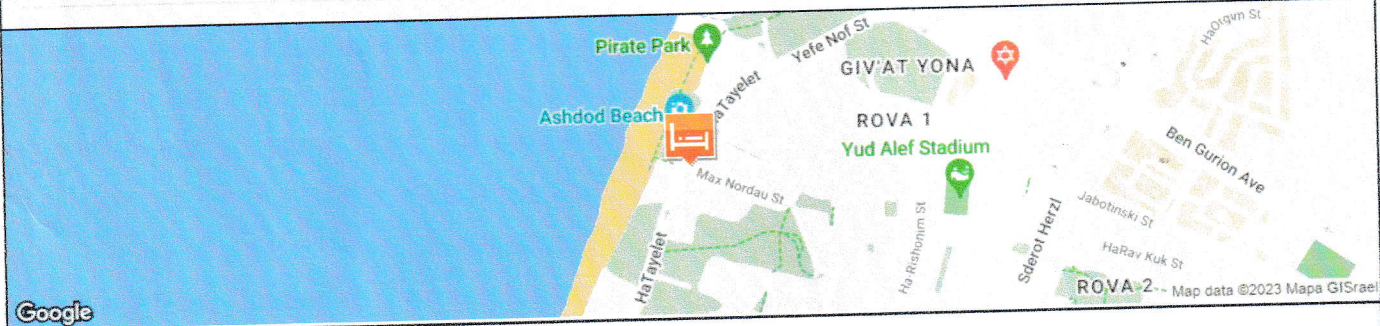 HaOrgim St
Pirate Park
Yefe Nof St
GIV'AT YONA
HaTayelet
Ashdod Beach
ROVA 1
Yud Alef Stadium
Ben Gurion Ave
Max Nordau St
Jabotinski St
Ha-Rishonim St
Sderot Herzl
HaTayelet
HaRav Kuk St
ROVA 2
Map data ©2023 Mapa GISrael
Google